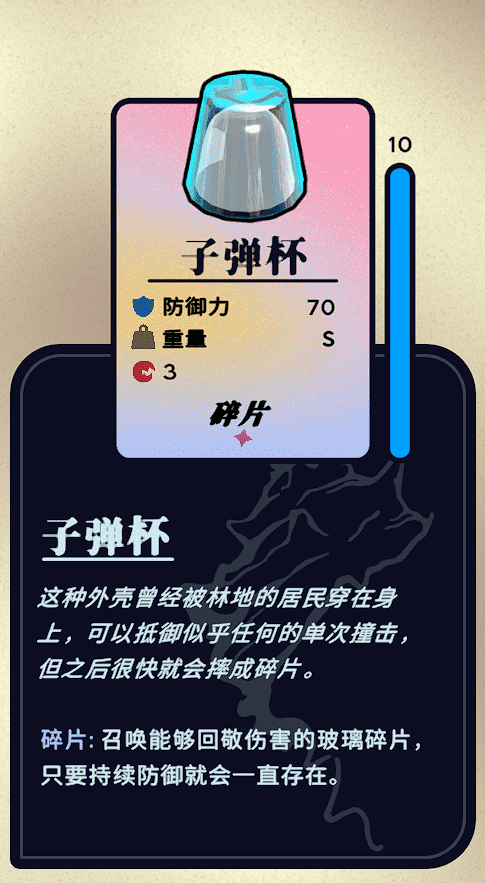 10
子弹杯
防御力 70
重量 S
3
碎片
子弹杯
这种外壳曾经被林地的居民穿在身
上，可以抵御似乎任何的单次撞击，
但之后很快就会摔成碎片。
碎片: 召唤能够回敬伤害的玻璃碎片，
只要持续防御就会一直存在。